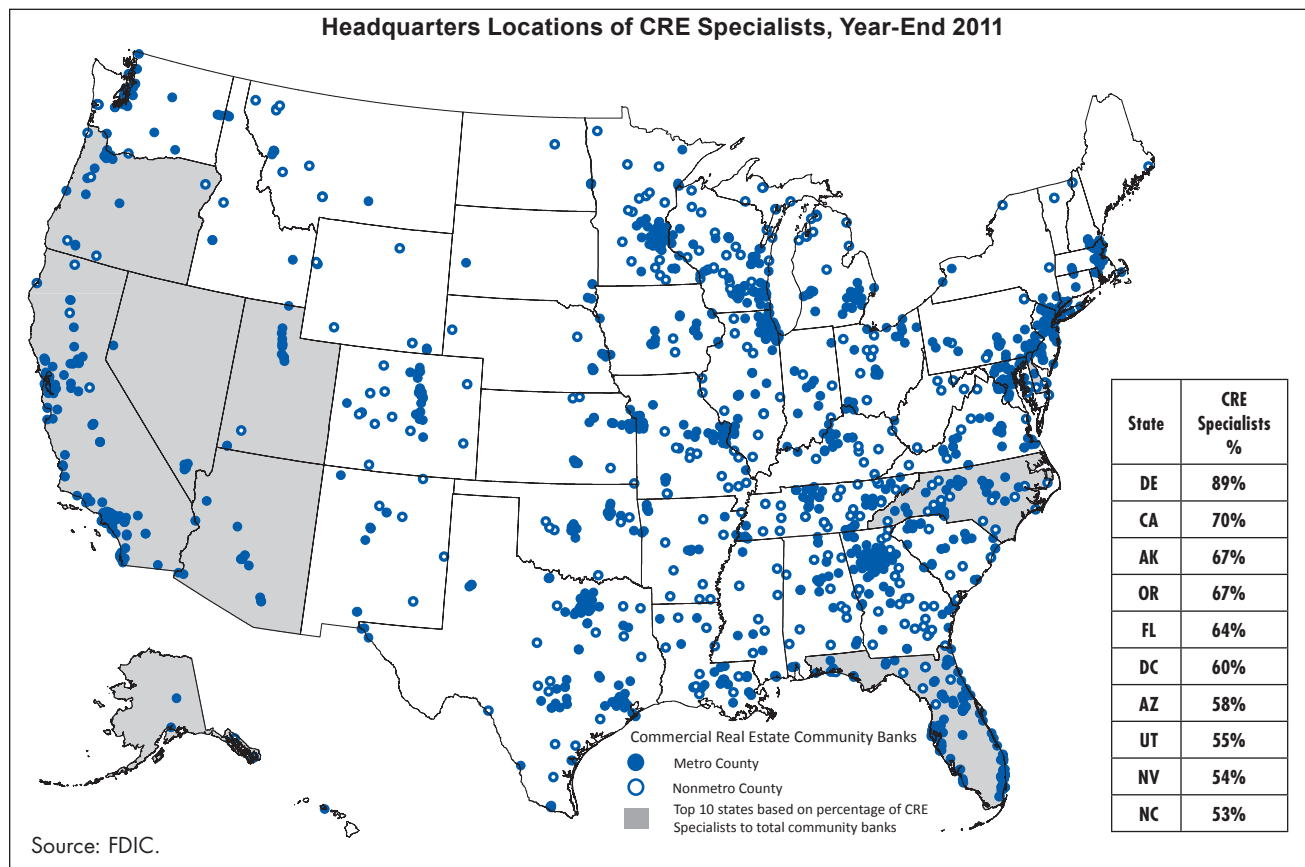 Headquarters Locations of CRE Specialists, Year-End 2011
State CRE Specialists %
DE 89%
CA 70%
AK 67%
OR 67%
FL 64%
DC 60%
AZ 58%
UT 55%
NV 54%
NC 53%
Commercial Real Estate Community Banks
Metro County
Nonmetro County
Top 10 states based on percentage of CRE
Specialists to total community banks
Source: FDIC.